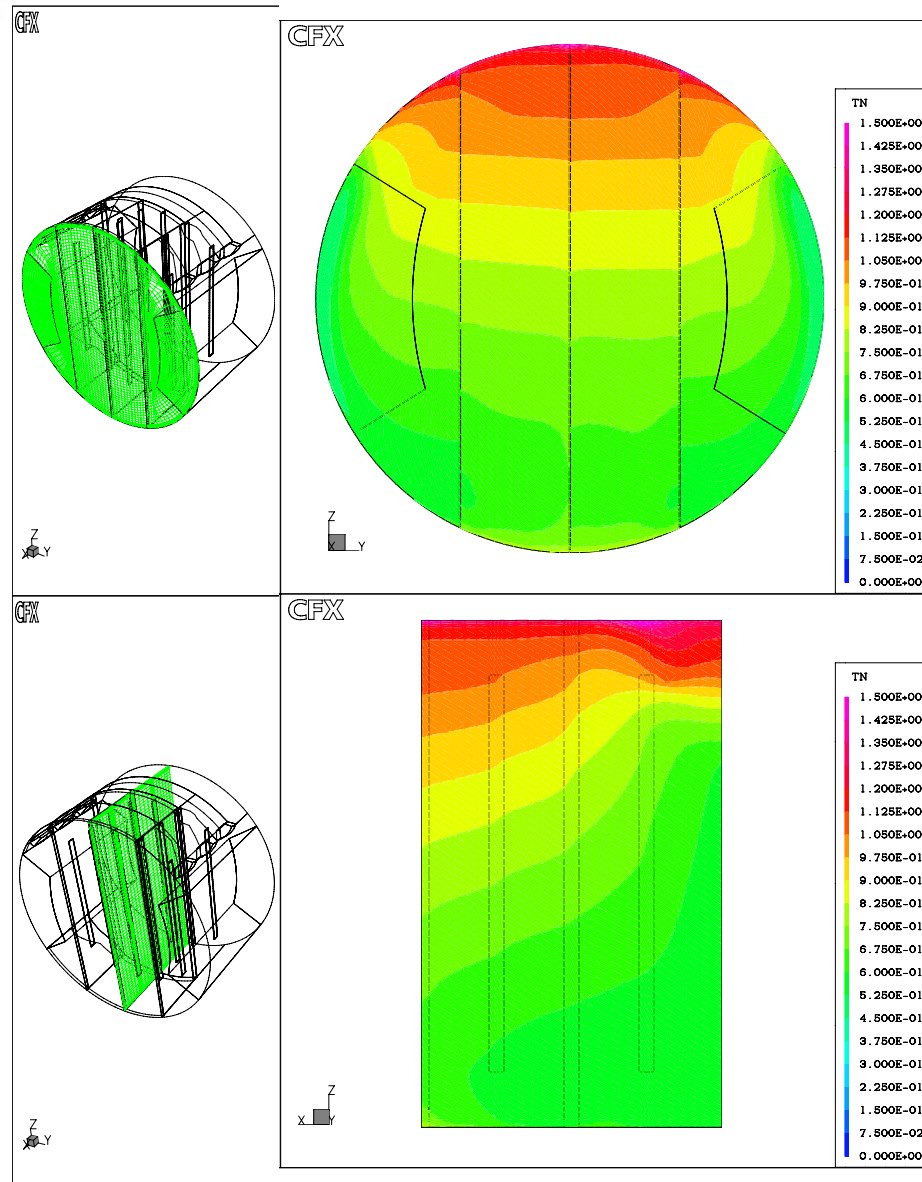 CFX
CFX
TN
1.500E+00
1.425E+00
1.350E+00
1.275E+00
1.200E+00
1.125E+00
1.050E+00
9.750E-01
9.000E-01
8.250E-01
7.500E-01
6.750E-01
6.000E-01
5.250E-01
4.500E-01
3.750E-01
3.000E-01
2.250E-01
1.500E-01
7.500E-02
0.000E+00
Z
X
Y
Z
X
Y
CFX
CFX
TN
1.500E+00
1.425E+00
1.350E+00
1.275E+00
1.200E+00
1.125E+00
1.050E+00
9.750E-01
9.000E-01
8.250E-01
7.500E-01
6.750E-01
6.000E-01
5.250E-01
4.500E-01
3.750E-01
3.000E-01
2.250E-01
1.500E-01
7.500E-02
0.000E+00
Z
X
Y
Z
X
Y